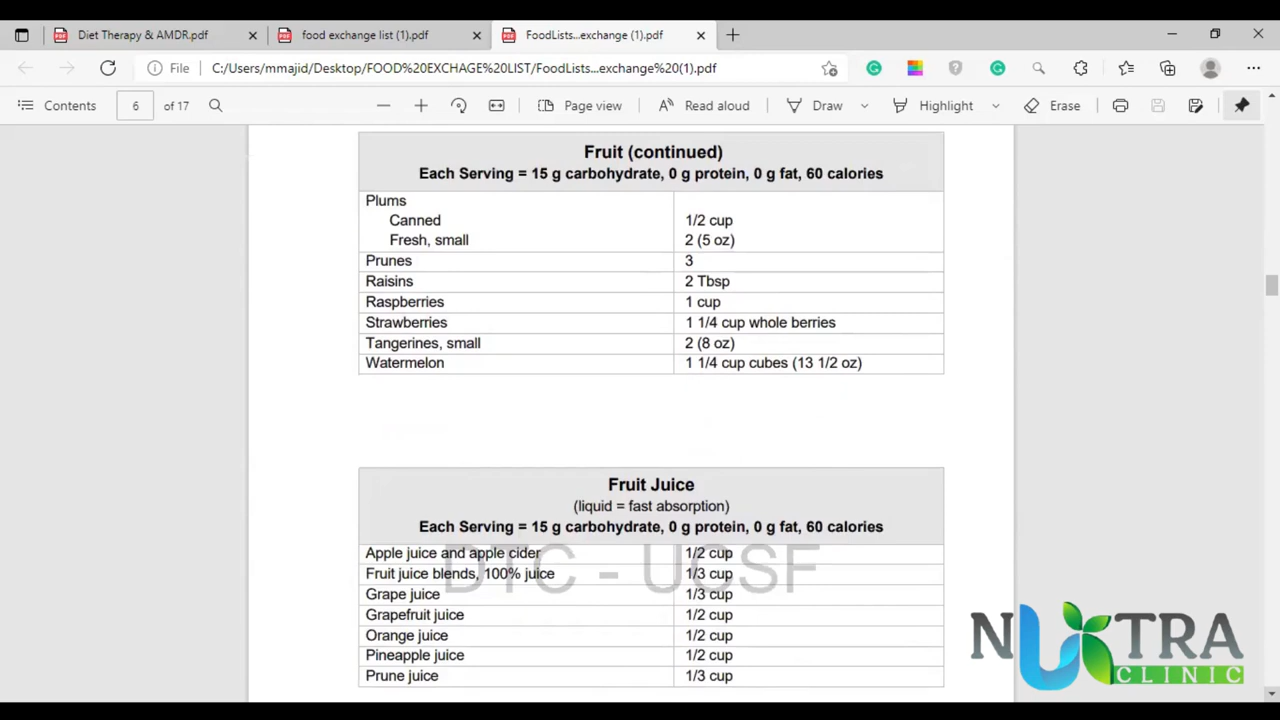 Diet Therapy & AMDR.pdf
food exchange list (1).pdf
FoodLists...exchange (1).pdf
File C:/Users/mmajid/Desktop/FOOD%20EXCHAGE%20LIST/FoodLists...exchange%20(1).pdf
Contents 6 of 17 Page view Read aloud Draw Highlight Erase
Fruit (continued)
Each Serving = 15 g carbohydrate, 0 g protein, 0 g fat, 60 calories
Plums
Canned 1/2 cup
Fresh, small 2 (5 oz)
Prunes 3
Raisins 2 Tbsp
Raspberries 1 cup
Strawberries 1 1/4 cup whole berries
Tangerines, small 2 (8 oz)
Watermelon 1 1/4 cup cubes (13 1/2 oz)
Fruit Juice
(liquid = fast absorption)
Each Serving = 15 g carbohydrate, 0 g protein, 0 g fat, 60 calories
Apple juice and apple cider 1/2 cup
Fruit juice blends, 100% juice 1/3 cup
DTC - UCSF
Grape juice 1/3 cup
Grapefruit juice 1/2 cup
Orange juice 1/2 cup
Pineapple juice 1/2 cup
Prune juice 1/3 cup
NUTRA
CLINIC